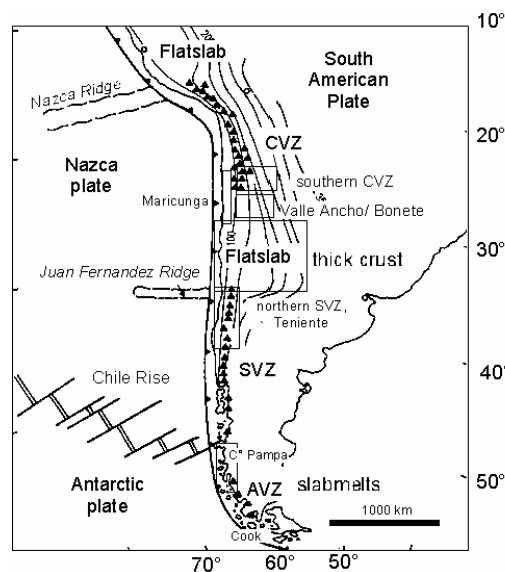 10°
Flatslab
70
South
American
Plate
Nazca Ridge
20°
CVZ
Nazca
plate
southern CVZ
Maricunga
Valle Ancho/ Bonete
100
30°
Flatslab
thick crust
Juan Fernandez Ridge
northern SVZ,
Teniente
SVZ
40°
Chile Rise
C° Pampa
Antarctic
plate
AVZ
slabmelts
50°
1000 km
Cook
70°
60°
50°